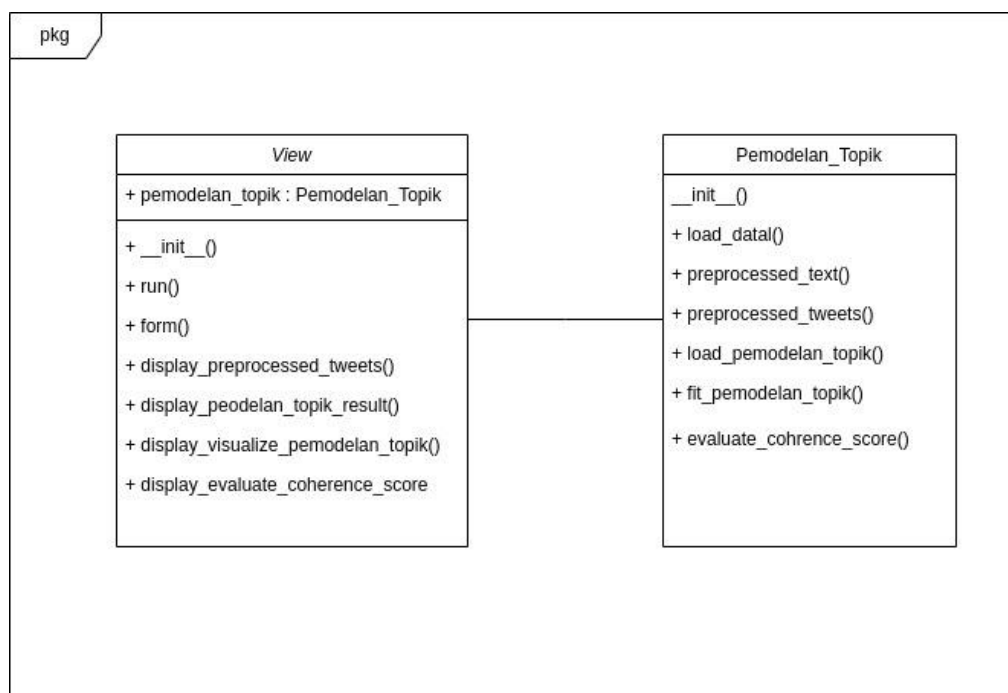 pkg
View
+ pemodelan_topik : Pemodelan_Topik
+ __init__()
+ run()
+ form()
+ display_preprocessed_tweets()
+ display_peodelan_topik_result()
+ display_visualize_pemodelan_topik()
+ display_evaluate_coherence_score
Pemodelan_Topik
__init__()
+ load_datal()
+ preprocessed_text()
+ preprocessed_tweets()
+ load_pemodelan_topik()
+ fit_pemodelan_topik()
+ evaluate_cohrence_score()